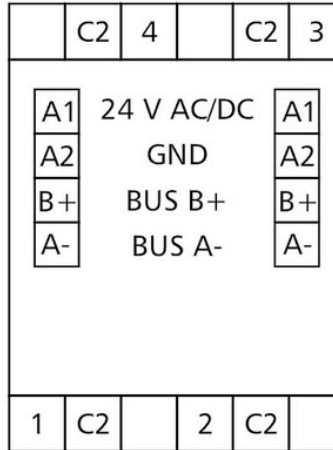 C2 4 C2 3
A1 24 V AC/DC A1
A2 GND A2
B+ BUS B+ B+
A- BUS A- A-
1 C2 2 C2